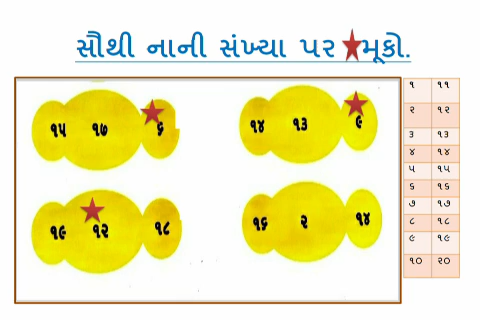 સૌથી નાની સંખ્યા પર મૂકો.
૧૫ ૧૭ ૬
૧૪ ૧૩ ૯
૧૯ ૧૨ ૧૮
૧૬ ૨ ૧૪
૧ ૧૧
૨ ૧૨
૩ ૧૩
૪ ૧૪
૫ ૧૫
૬ ૧૬
૭ ૧૭
૮ ૧૮
૯ ૧૯
૧૦ ૨૦